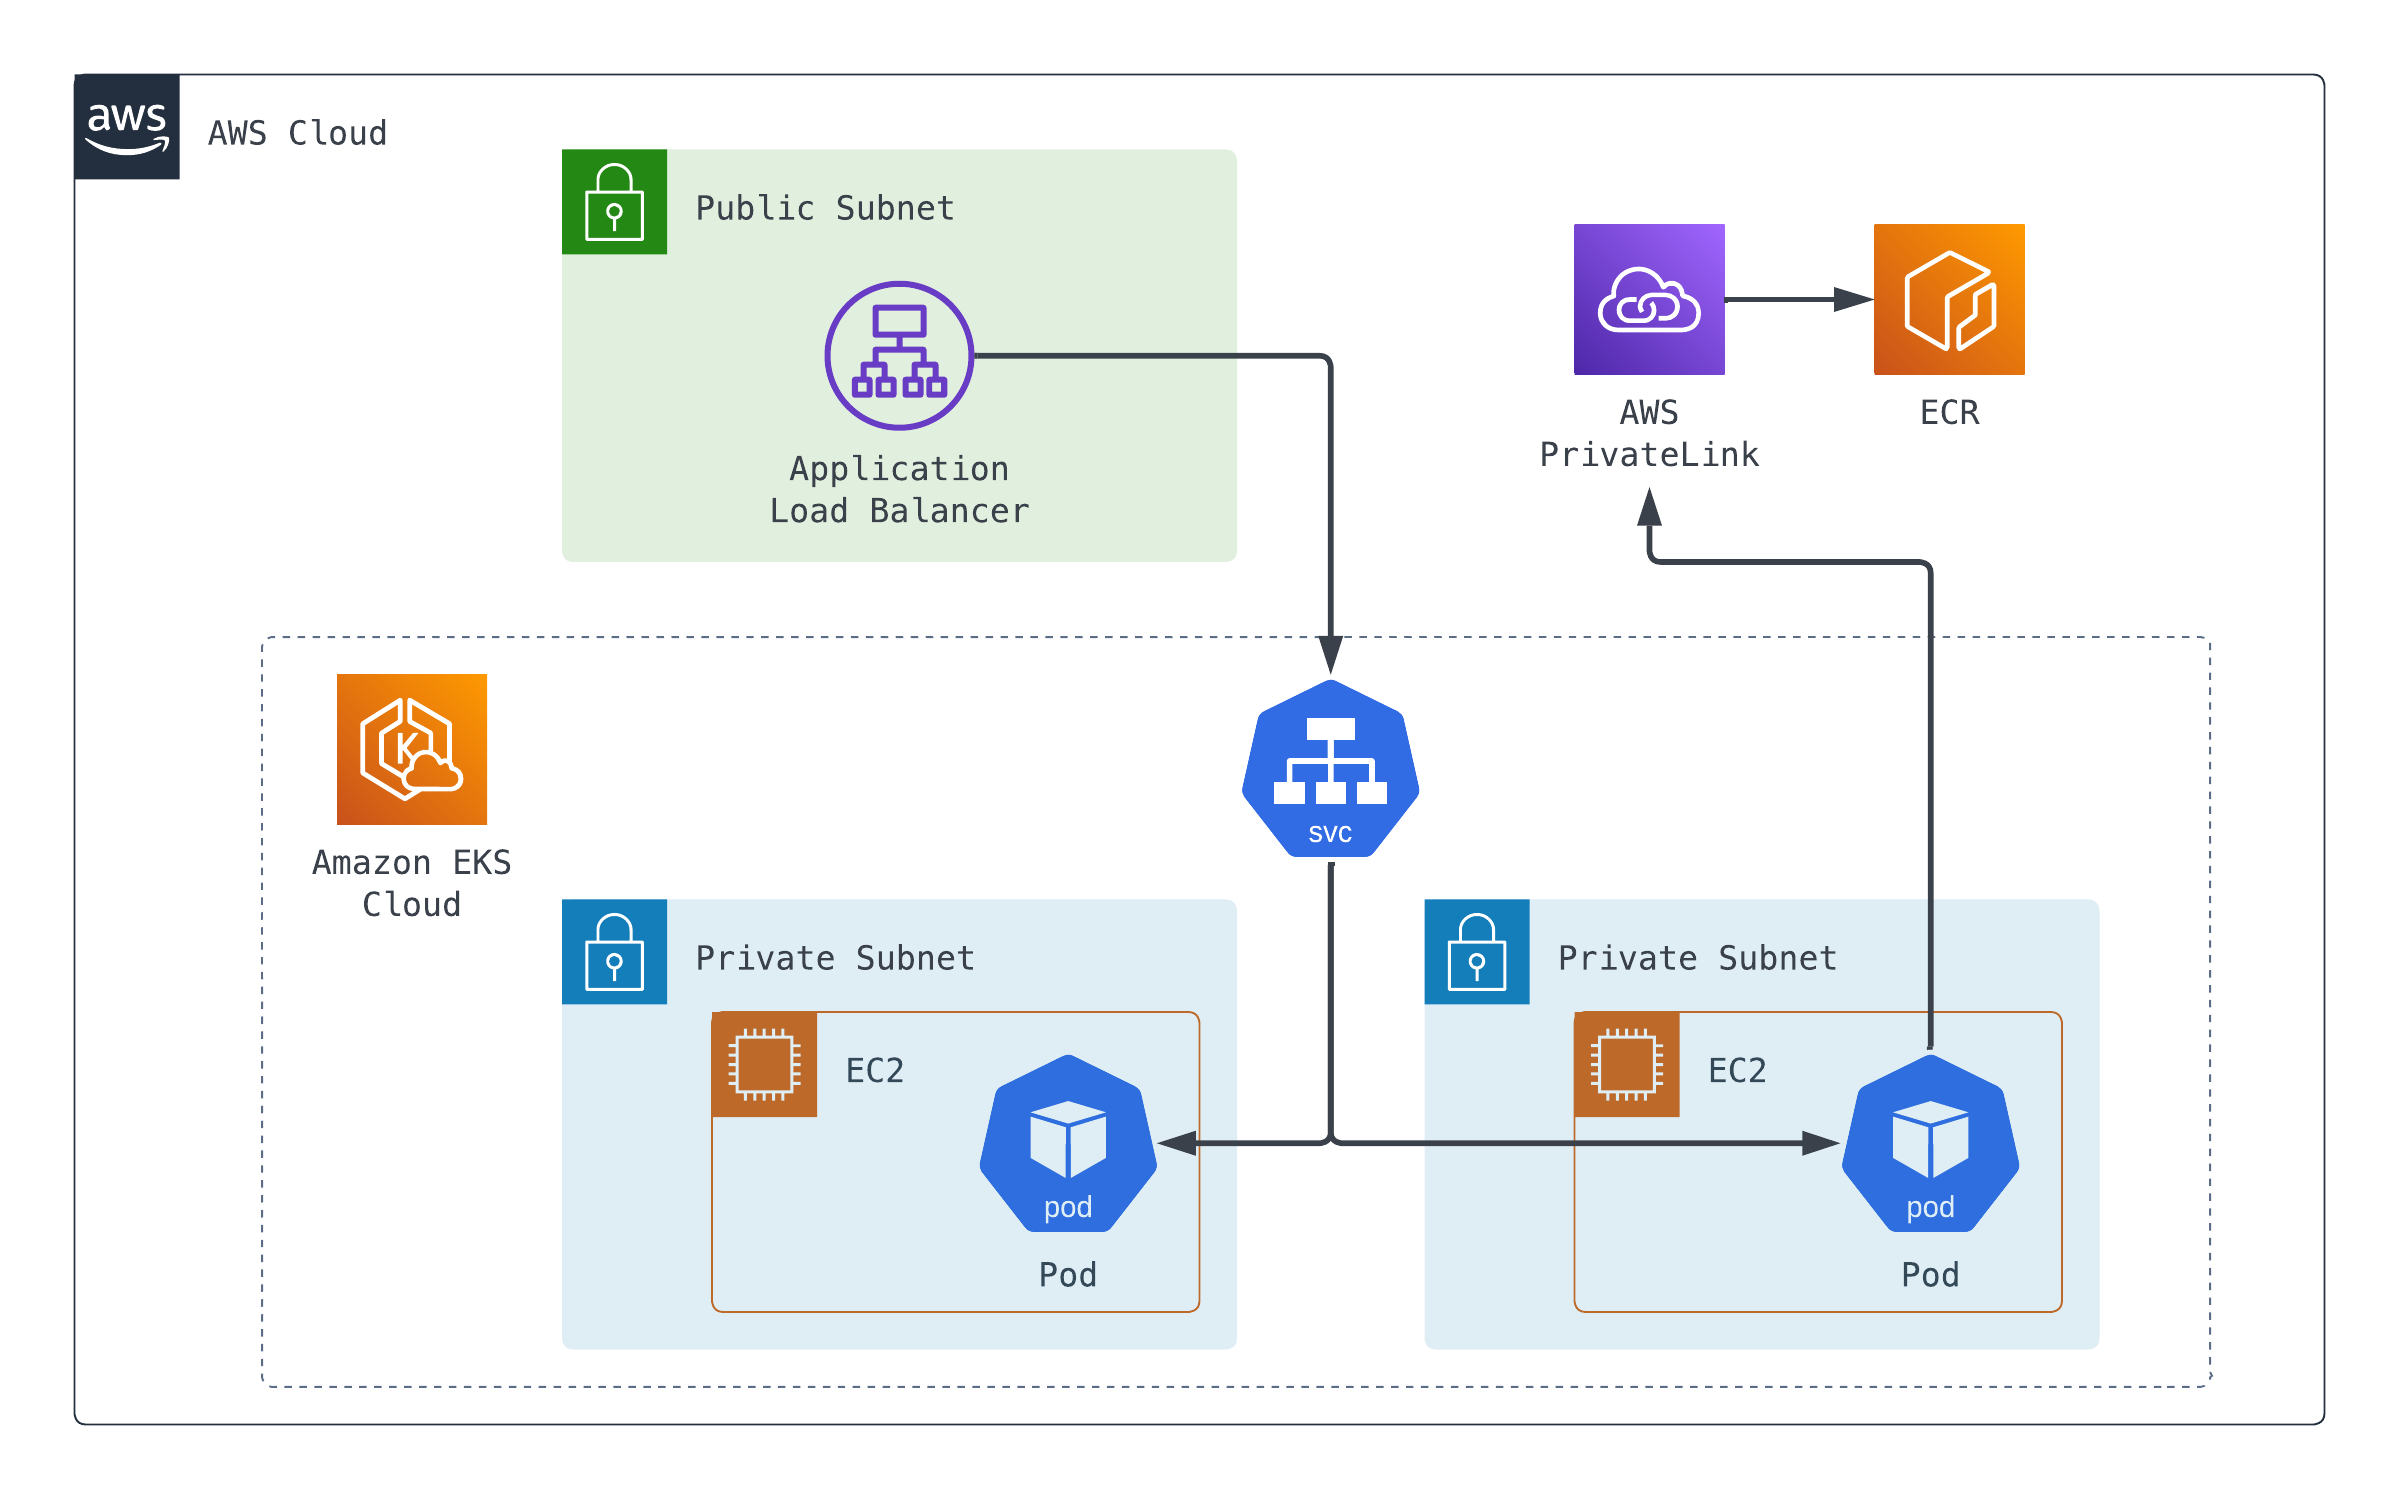 aws
AWS Cloud
Public Subnet
Application
Load Balancer
AWS
PrivateLink
ECR
K
Amazon EKS
Cloud
svc
Private Subnet
EC2
pod
Pod
Private Subnet
EC2
pod
Pod